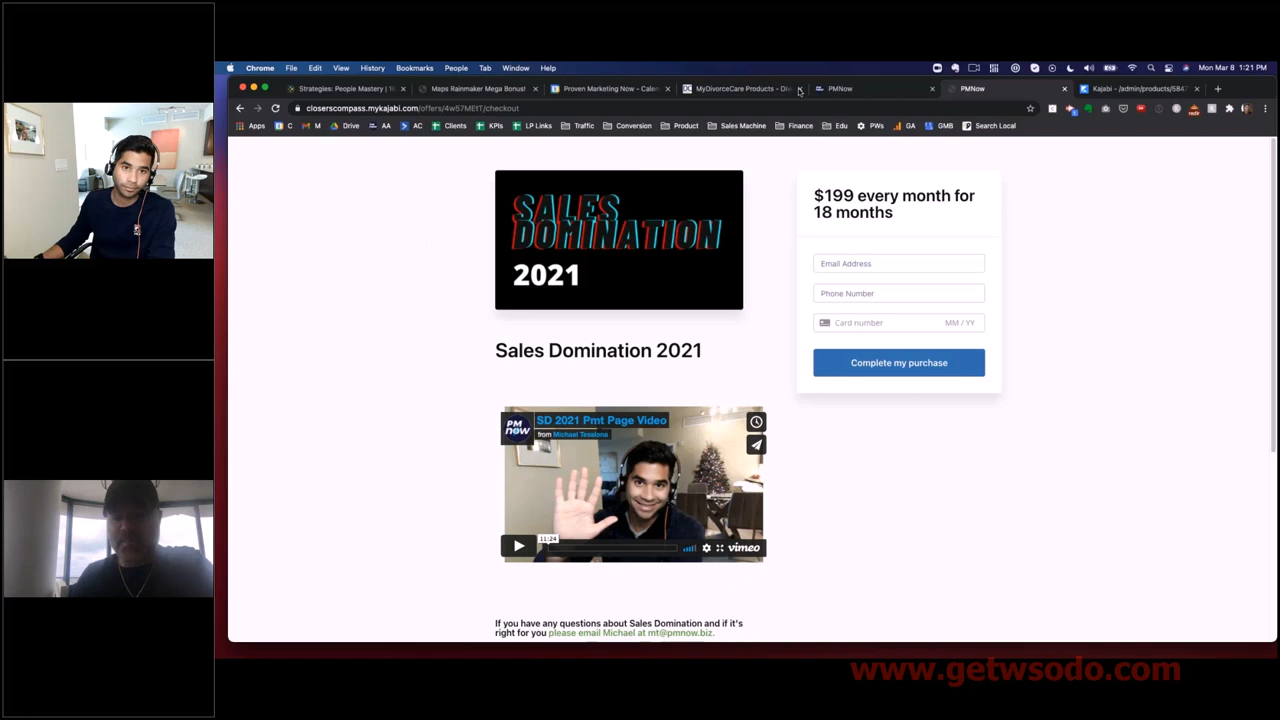 Chrome File Edit View History Bookmarks People Tab Window Help
Mon Mar 8 1:21 PM
Strategies: People Mastery | 1
Maps Rainmaker Mega Bonus!
Proven Marketing Now - Calen
MyDivorceCare Products - Div
PMNow
PMNow
Kajabi - /admin/products/5847
closerscompass.mykajabi.com/offers/4w57MEtT/checkout
Apps C M Drive AA AC Clients KPIs LP Links Traffic Conversion Product Sales Machine Finance Edu PWs GA GMB Search Local
SALES
DOMINATION
2021
$199 every month for
18 months
Email Address
Phone Number
Card number MM / YY
Complete my purchase
Sales Domination 2021
PM
NOW
SD 2021 Pmt Page Video
from Michael Tesalona
11:24
vimeo
If you have any questions about Sales Domination and if it's
right for you please email Michael at mt@pmnow.biz.
www.getwsodo.com